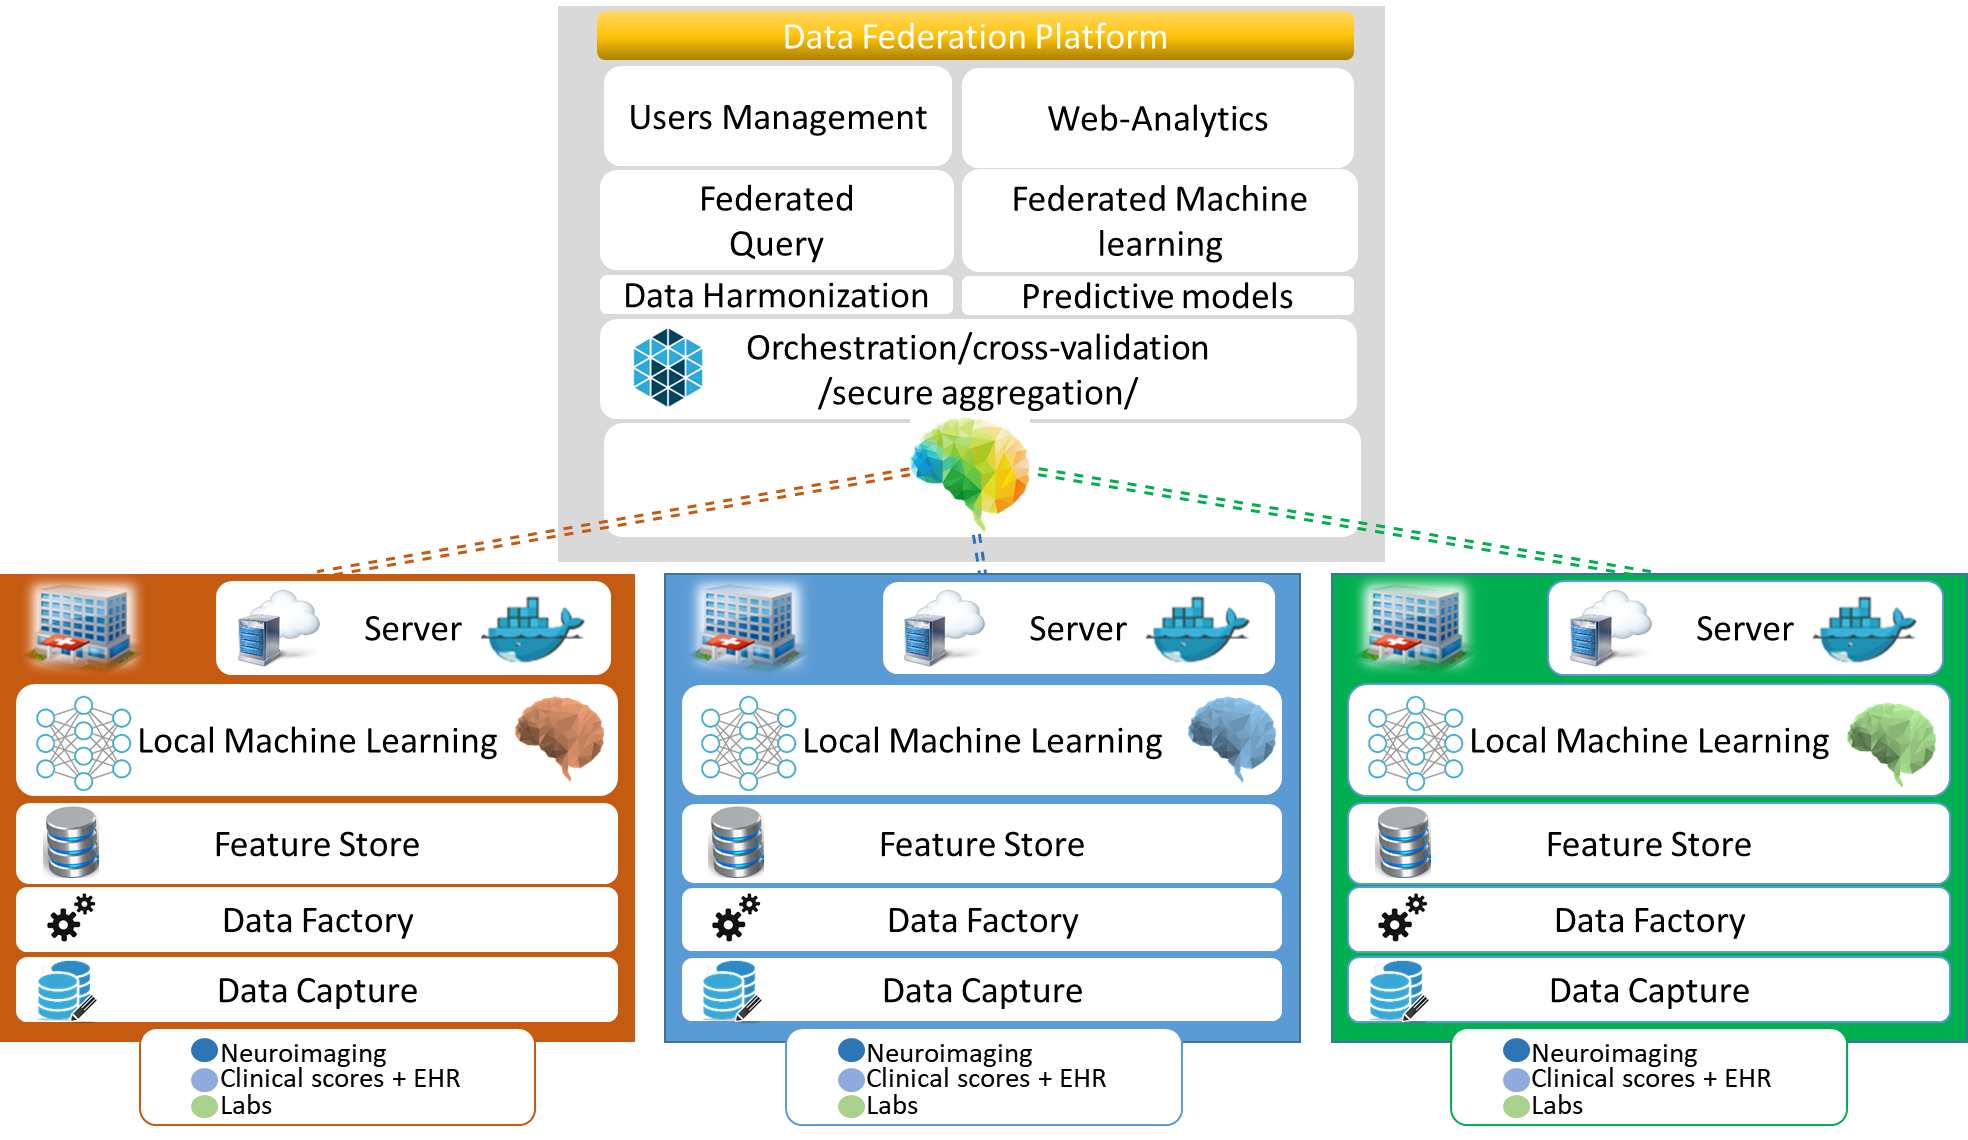 Data Federation Platform
Users Management
Web-Analytics
Federated
Query
Federated Machine
learning
Data Harmonization
Predictive models
Orchestration/cross-validation
/secure aggregation/
Server
Local Machine Learning
Feature Store
Data Factory
Data Capture
Neuroimaging
Clinical scores + EHR
Labs
Server
Local Machine Learning
Feature Store
Data Factory
Data Capture
Neuroimaging
Clinical scores + EHR
Labs
Server
Local Machine Learning
Feature Store
Data Factory
Data Capture
Neuroimaging
Clinical scores + EHR
Labs